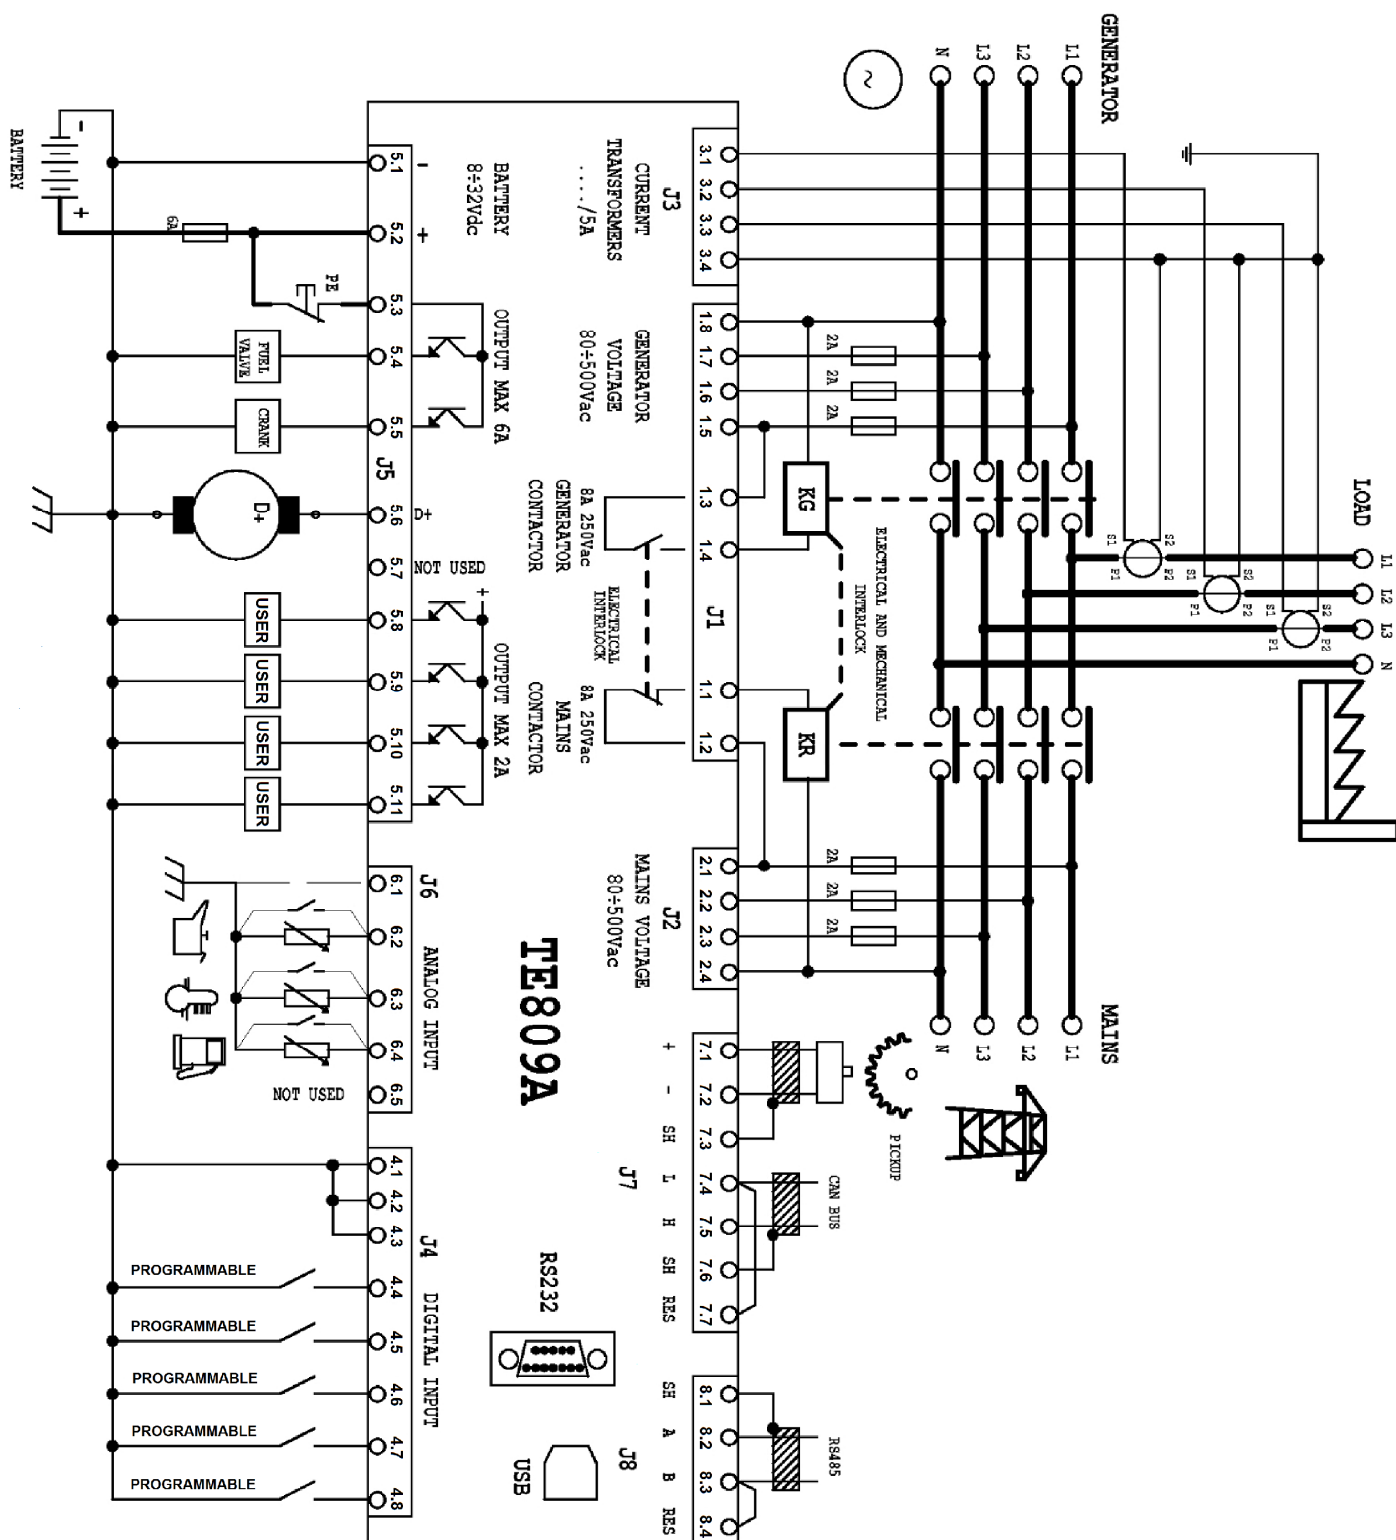 GENERATOR
N
L3
L2
L1
LOAD
L1
L2
L3
N
S1
S2
P1
P2
S1
S2
P1
P2
S1
S2
P1
P2
MAINS
N
L3
L2
L1
BATTERY
-
+
6A
PE
FUEL
VALVE
CRANK
D+
USER
USER
USER
USER
5.1
5.2
5.3
5.4
5.5
5.6
5.7
5.8
5.9
5.10
5.11
J5
-
+
BATTERY
8÷32Vdc
OUTPUT MAX 6A
D+
NOT USED
+
OUTPUT MAX 2A
J3
CURRENT
TRANSFORMERS
..../5A
3.1
3.2
3.3
3.4
GENERATOR
VOLTAGE
80÷500Vac
1.8
1.7
1.6
1.5
1.3
1.4
1.1
1.2
J1
2A
2A
2A
8A 250Vac
GENERATOR
CONTACTOR
ELECTRICAL
INTERLOCK
8A 250Vac
MAINS
CONTACTOR
KG
KR
ELECTRICAL AND MECHANICAL
INTERLOCK
J2
MAINS VOLTAGE
80÷500Vac
2.1
2.2
2.3
2.4
2A
2A
2A
TE809A
J6
ANALOG INPUT
6.1
6.2
6.3
6.4
6.5
NOT USED
J4
DIGITAL INPUT
4.1
4.2
4.3
4.4
4.5
4.6
4.7
4.8
PROGRAMMABLE
PROGRAMMABLE
PROGRAMMABLE
PROGRAMMABLE
PROGRAMMABLE
J7
+
-
SH
L
H
SH
RES
7.1
7.2
7.3
7.4
7.5
7.6
7.7
PICKUP
CAN BUS
RS232
USB
J8
SH
A
B
RES
8.1
8.2
8.3
8.4
RS485